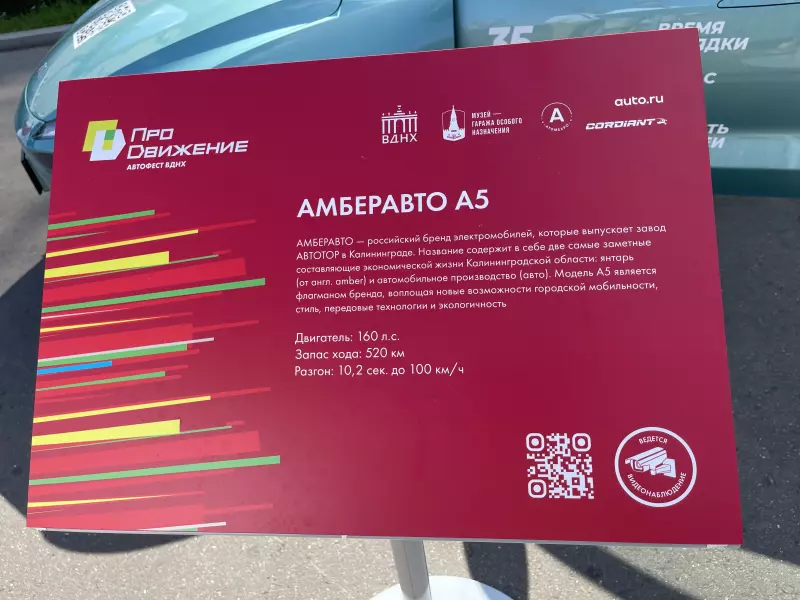 35
ВРЕМЯ
С
ПРО
DВИЖЕНИЕ
АВТОФЕСТ ВДНХ
ВДНХ
МУЗЕЙ —
ГАРАЖА ОСОБОГО
НАЗНАЧЕНИЯ
А
auto.ru
CORDIANT
АМБЕРАВТО А5
АМБЕРАВТО — российский бренд электромобилей, которые выпускает завод
АВТОТОР в Калининграде. Название содержит в себе две самые заметные
составляющие экономической жизни Калининградской области: янтарь
(от англ. amber) и автомобильное производство (авто). Модель А5 является
флагманом бренда, воплощая новые возможности городской мобильности,
стиль, передовые технологии и экологичность
Двигатель: 160 л.с.
Запас хода: 520 км
Разгон: 10,2 сек. до 100 км/ч
ВЕДЕТСЯ
ВИДЕОНАБЛЮДЕНИЕ